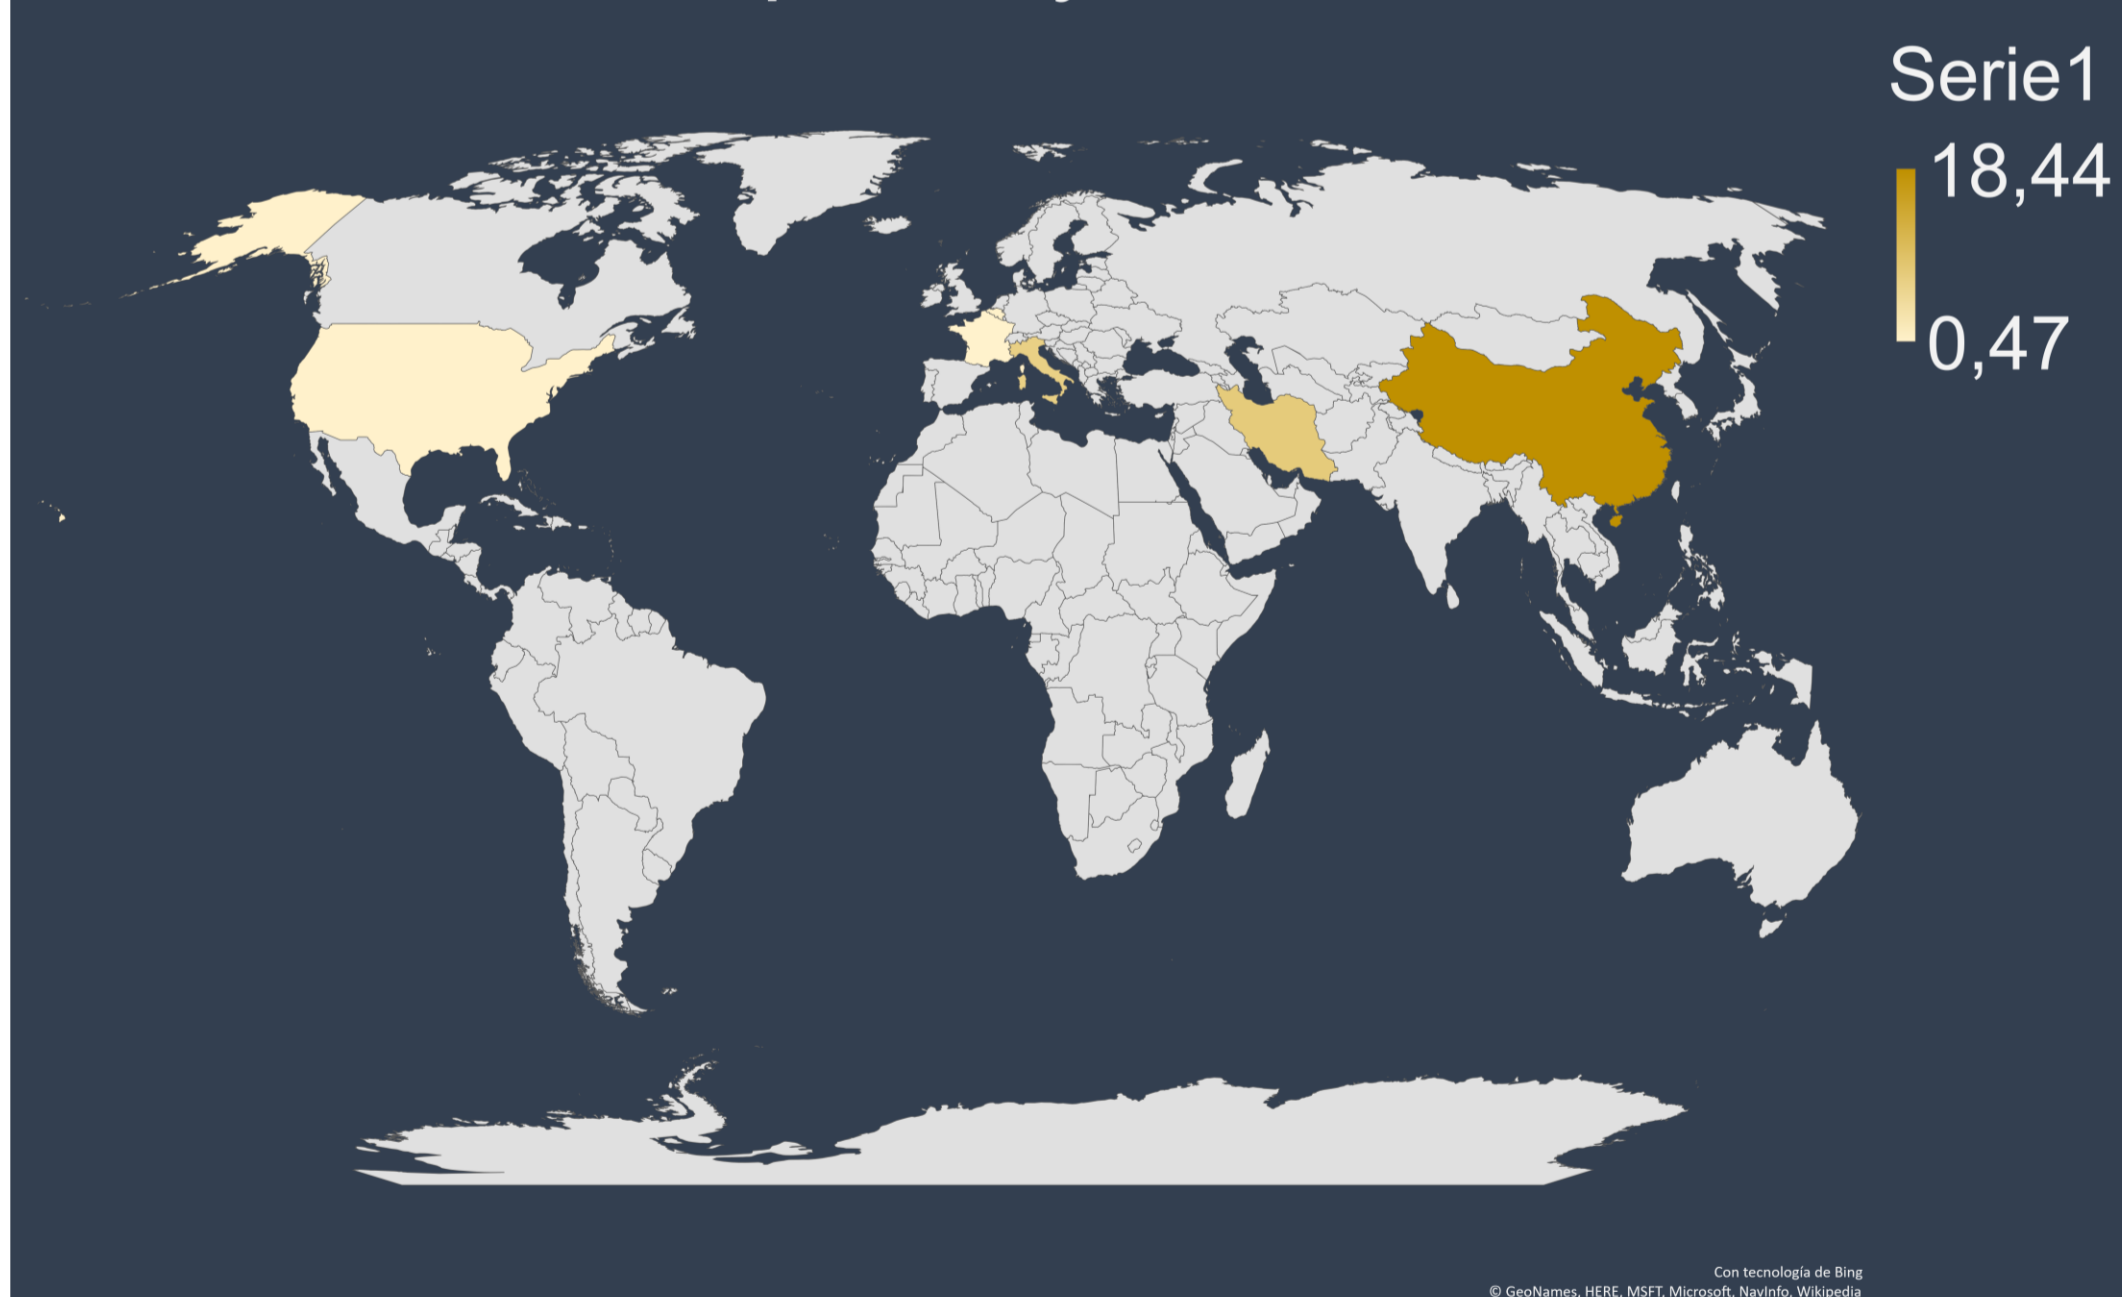 Serie1
18,44
0,47
Con tecnología de Bing
© GeoNames, HERE, MSFT, Microsoft, NavInfo, Wikipedia